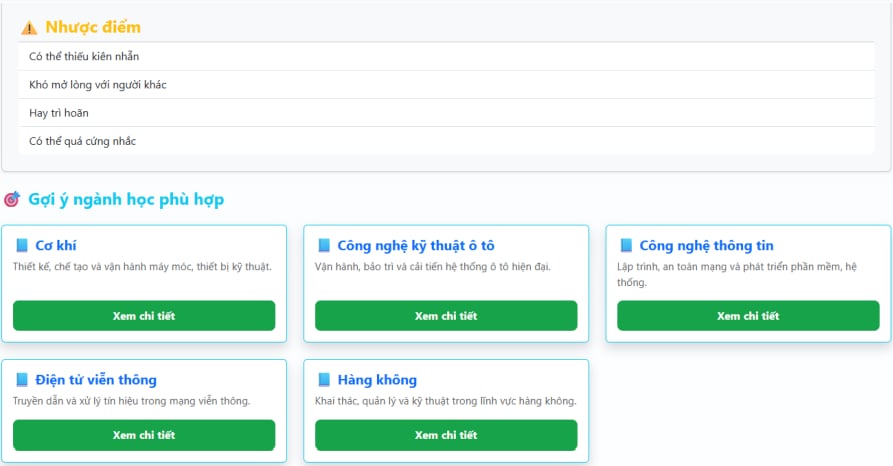 Nhược điểm
Có thể thiếu kiên nhẫn
Khó mở lòng với người khác
Hay trì hoãn
Có thể quá cứng nhắc
Gợi ý ngành học phù hợp
Cơ khí
Thiết kế, chế tạo và vận hành máy móc, thiết bị kỹ thuật.
Xem chi tiết
Công nghệ kỹ thuật ô tô
Vận hành, bảo trì và cải tiến hệ thống ô tô hiện đại.
Xem chi tiết
Công nghệ thông tin
Lập trình, an toàn mạng và phát triển phần mềm, hệ
thống.
Xem chi tiết
Điện tử viễn thông
Truyền dẫn và xử lý tín hiệu trong mạng viễn thông.
Xem chi tiết
Hàng không
Khai thác, quản lý và kỹ thuật trong lĩnh vực hàng không.
Xem chi tiết